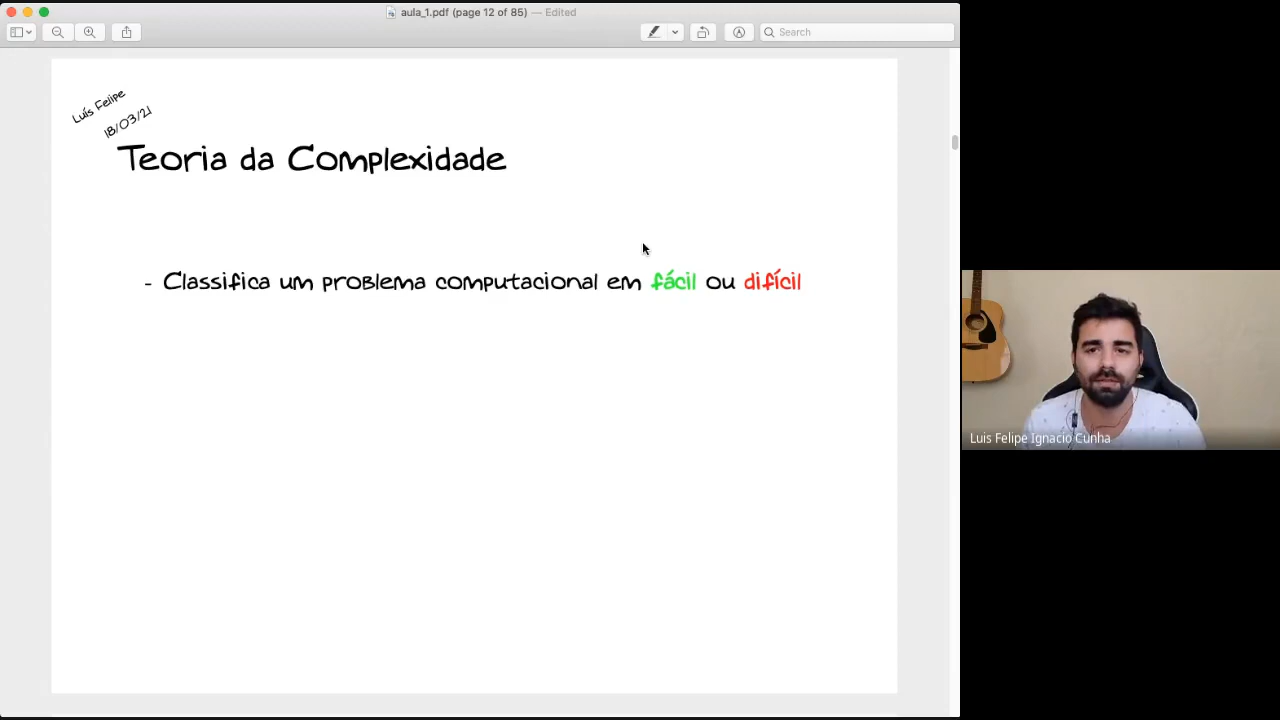 aula_1.pdf (page 12 of 85) — Edited
Search
Luís Felipe
18/03/21
Teoria da Complexidade
- Classifica um problema computacional em fácil ou difícil
Luis Felipe Ignacio Cunha